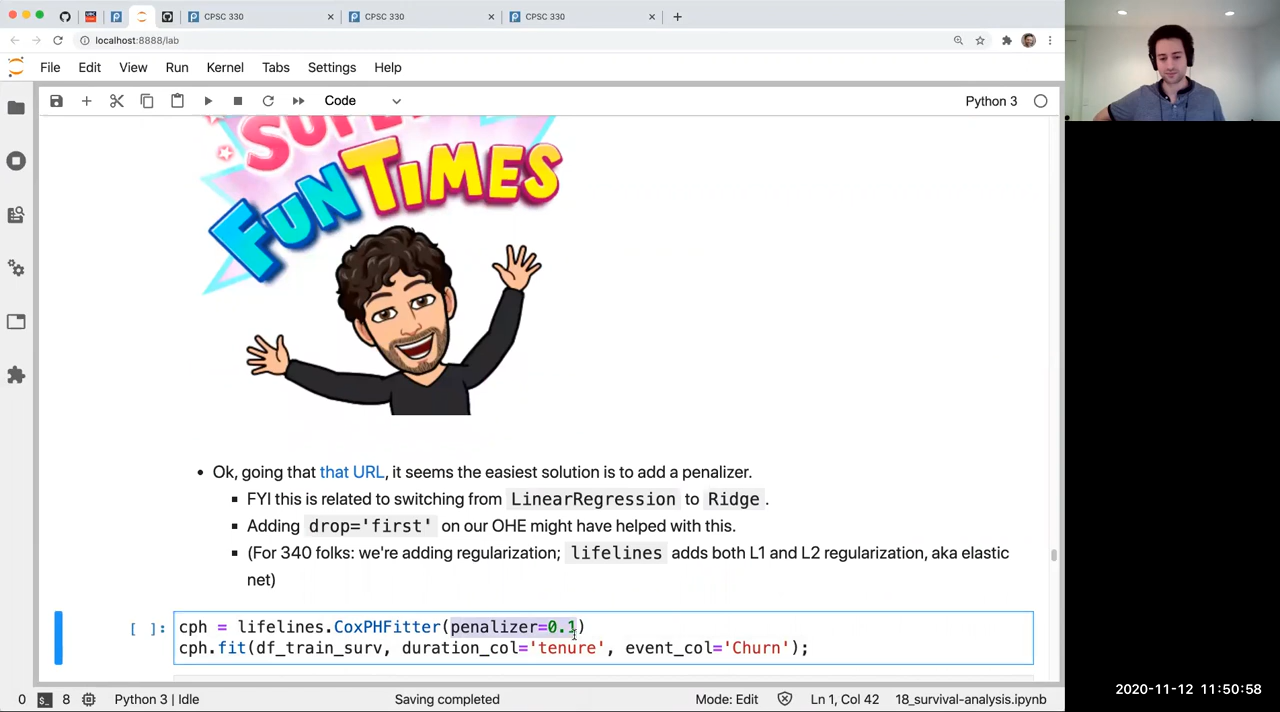 CPSC 330
CPSC 330
CPSC 330
localhost:8888/lab
File Edit View Run Kernel Tabs Settings Help
Code
Python 3
SUPER
FUN TIMES
• Ok, going that that URL, it seems the easiest solution is to add a penalizer.
▪ FYI this is related to switching from LinearRegression to Ridge.
▪ Adding drop='first' on our OHE might have helped with this.
▪ (For 340 folks: we're adding regularization; lifelines adds both L1 and L2 regularization, aka elastic
net)
[ ]: cph = lifelines.CoxPHFitter(penalizer=0.1)
cph.fit(df_train_surv, duration_col='tenure', event_col='Churn');
0 8 Python 3 | Idle Saving completed Mode: Edit Ln 1, Col 42 18_survival-analysis.ipynb
2020-11-12 11:50:58